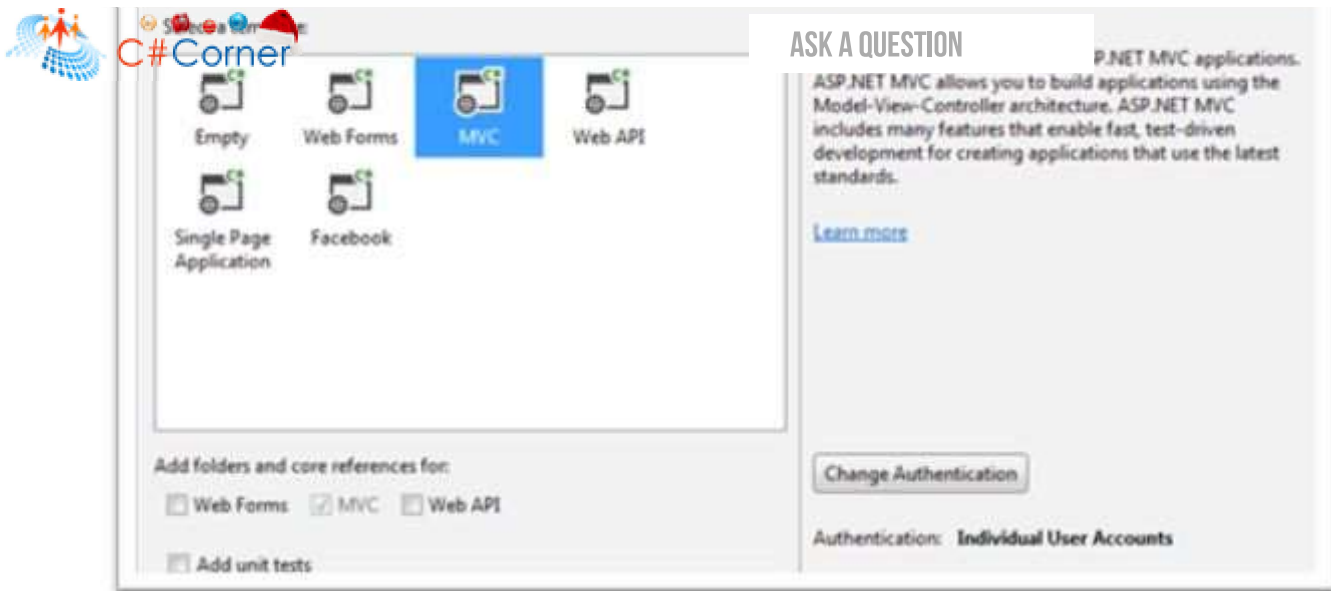 C#Corner
ASK A QUESTION
P.NET MVC applications.
ASP.NET MVC allows you to build applications using the
Model-View-Controller architecture. ASP.NET MVC
includes many features that enable fast, test-driven
development for creating applications that use the latest
standards.
Learn more
Empty
Web Forms
MVC
Web API
Single Page
Application
Facebook
Add folders and core references for:
Web Forms
MVC
Web API
Add unit tests
Change Authentication
Authentication: Individual User Accounts